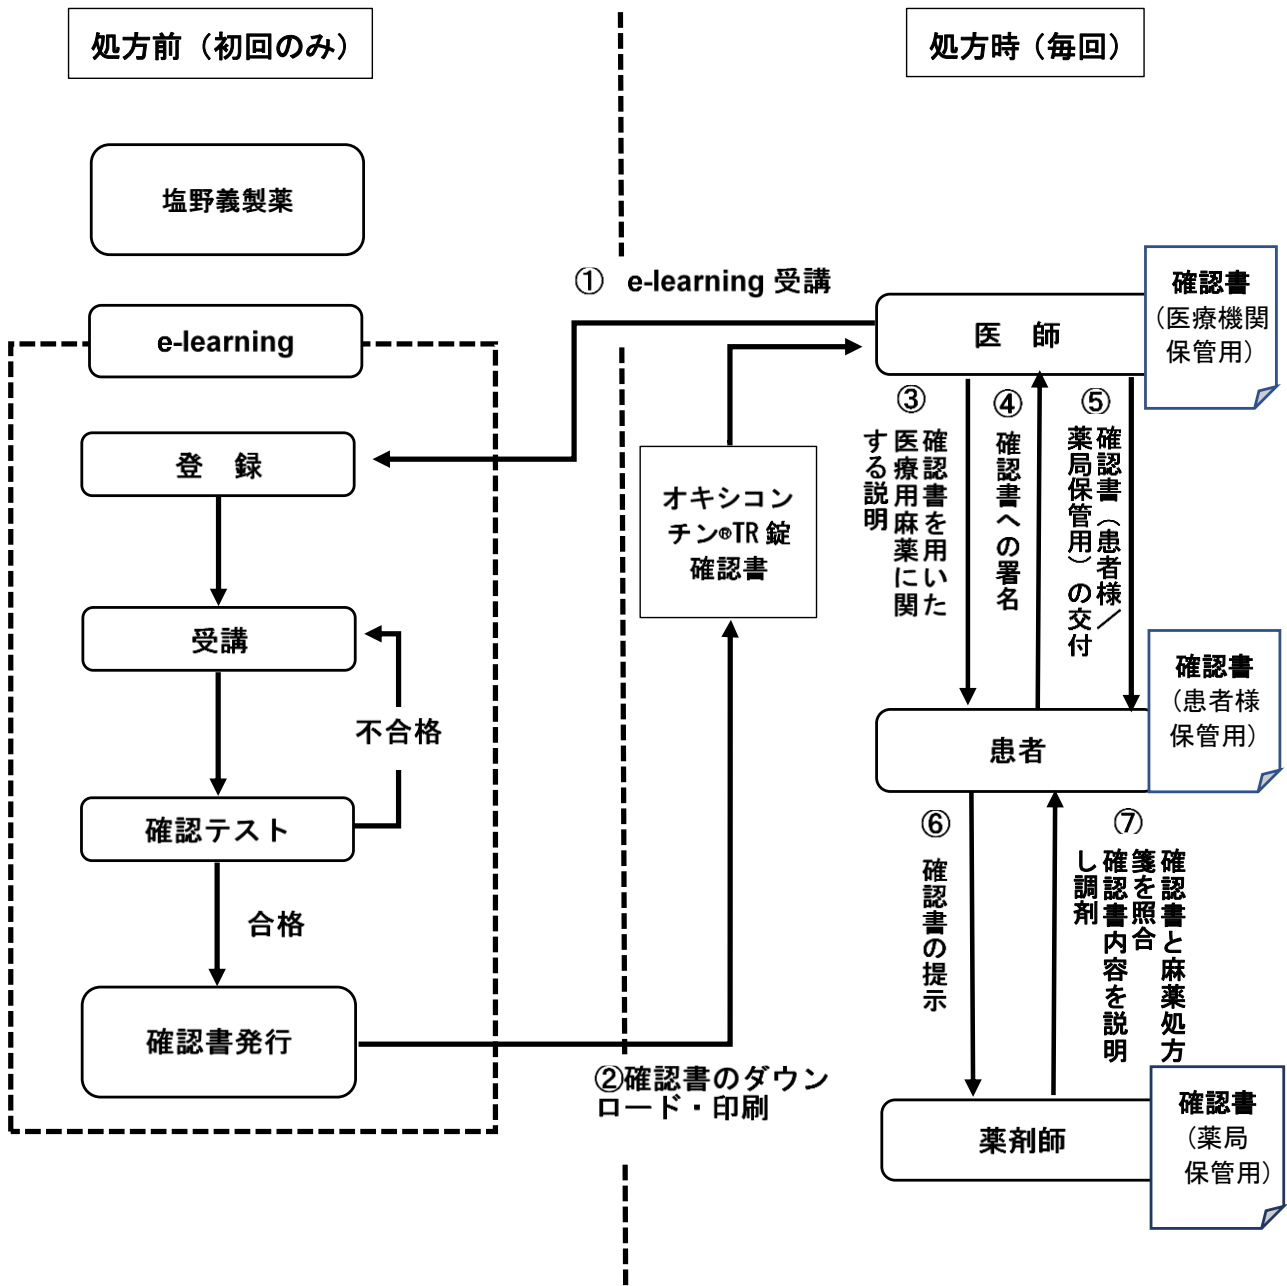 処方前（初回のみ）
処方時（毎回）
塩野義製薬
① e-learning 受講
e-learning
登　録
受講
不合格
確認テスト
合格
確認書発行
②確認書のダウン
ロード・印刷
オキシコン
チン®TR 錠
確認書
医　師
確認書
（医療機関
保管用）
③
確認書を用いた
医療用麻薬に関
する説明
④
確認書への署名
⑤
確認書（患者様／
薬局保管用）の交付
患者
確認書
（患者様
保管用）
⑥
確認書の提示
⑦
確認書と麻薬処方
箋を照合
確認書内容を説明
し調剤
薬剤師
確認書
（薬局
保管用）